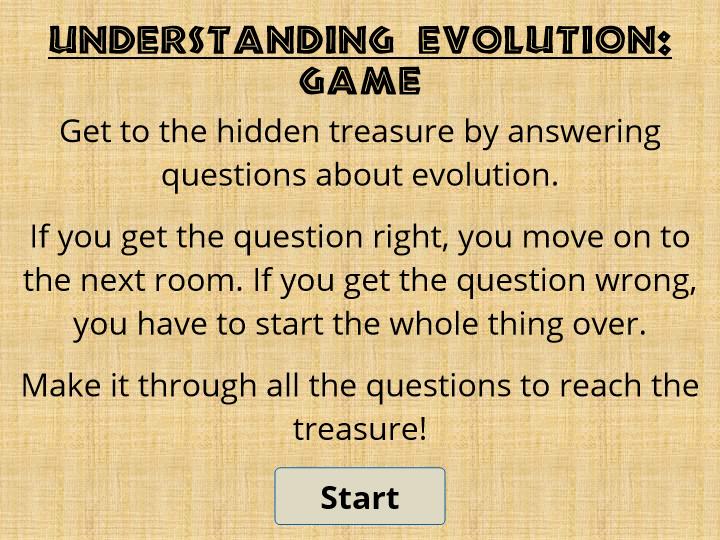 UNDERSTANDING EVOLUTION:
GAME
Get to the hidden treasure by answering
questions about evolution.
If you get the question right, you move on to
the next room. If you get the question wrong,
you have to start the whole thing over.
Make it through all the questions to reach the
treasure!
Start